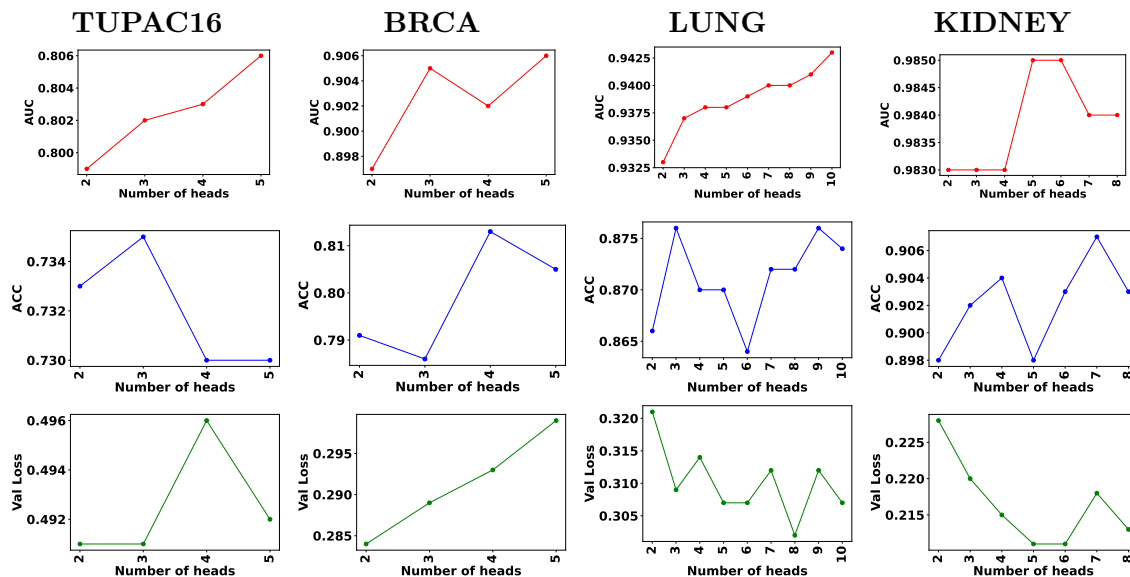 TUPAC16 BRCA LUNG KIDNEY
AUC
0.806
0.804
0.802
0.800
2 3 4 5
Number of heads
AUC
0.906
0.904
0.902
0.900
0.898
2 3 4 5
Number of heads
AUC
0.9425
0.9400
0.9375
0.9350
0.9325
2 3 4 5 6 7 8 9 10
Number of heads
AUC
0.9850
0.9845
0.9840
0.9835
0.9830
2 3 4 5 6 7 8
Number of heads
ACC
0.734
0.732
0.730
2 3 4 5
Number of heads
ACC
0.81
0.80
0.79
2 3 4 5
Number of heads
ACC
0.875
0.870
0.865
2 3 4 5 6 7 8 9 10
Number of heads
ACC
0.906
0.904
0.902
0.900
0.898
2 3 4 5 6 7 8
Number of heads
Val Loss
0.496
0.494
0.492
2 3 4 5
Number of heads
Val Loss
0.295
0.290
0.285
2 3 4 5
Number of heads
Val Loss
0.320
0.315
0.310
0.305
2 3 4 5 6 7 8 9 10
Number of heads
Val Loss
0.225
0.220
0.215
2 3 4 5 6 7 8
Number of heads